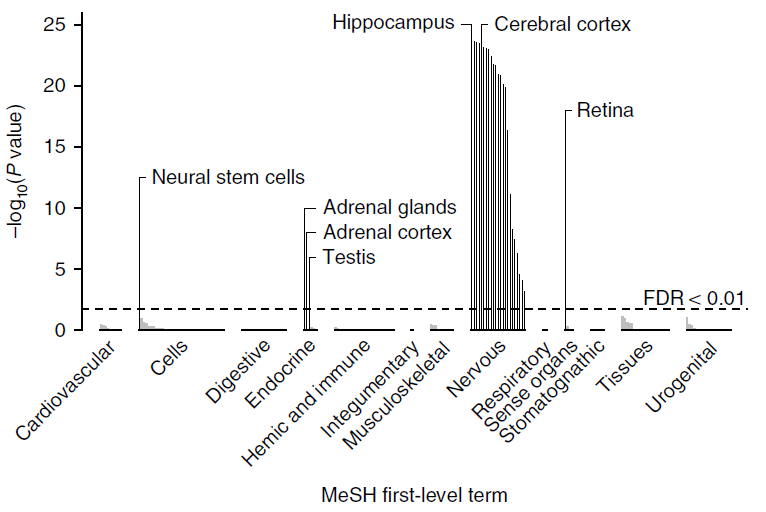 25
20
15
10
5
0
–log10(P value)
Hippocampus
Cerebral cortex
Retina
Neural stem cells
Adrenal glands
Adrenal cortex
Testis
FDR < 0.01
Cardiovascular
Cells
Digestive
Endocrine
Hemic and immune
Integumentary
Musculoskeletal
Nervous
Respiratory
Sense organs
Stomatognathic
Tissues
Urogenital
MeSH first-level term